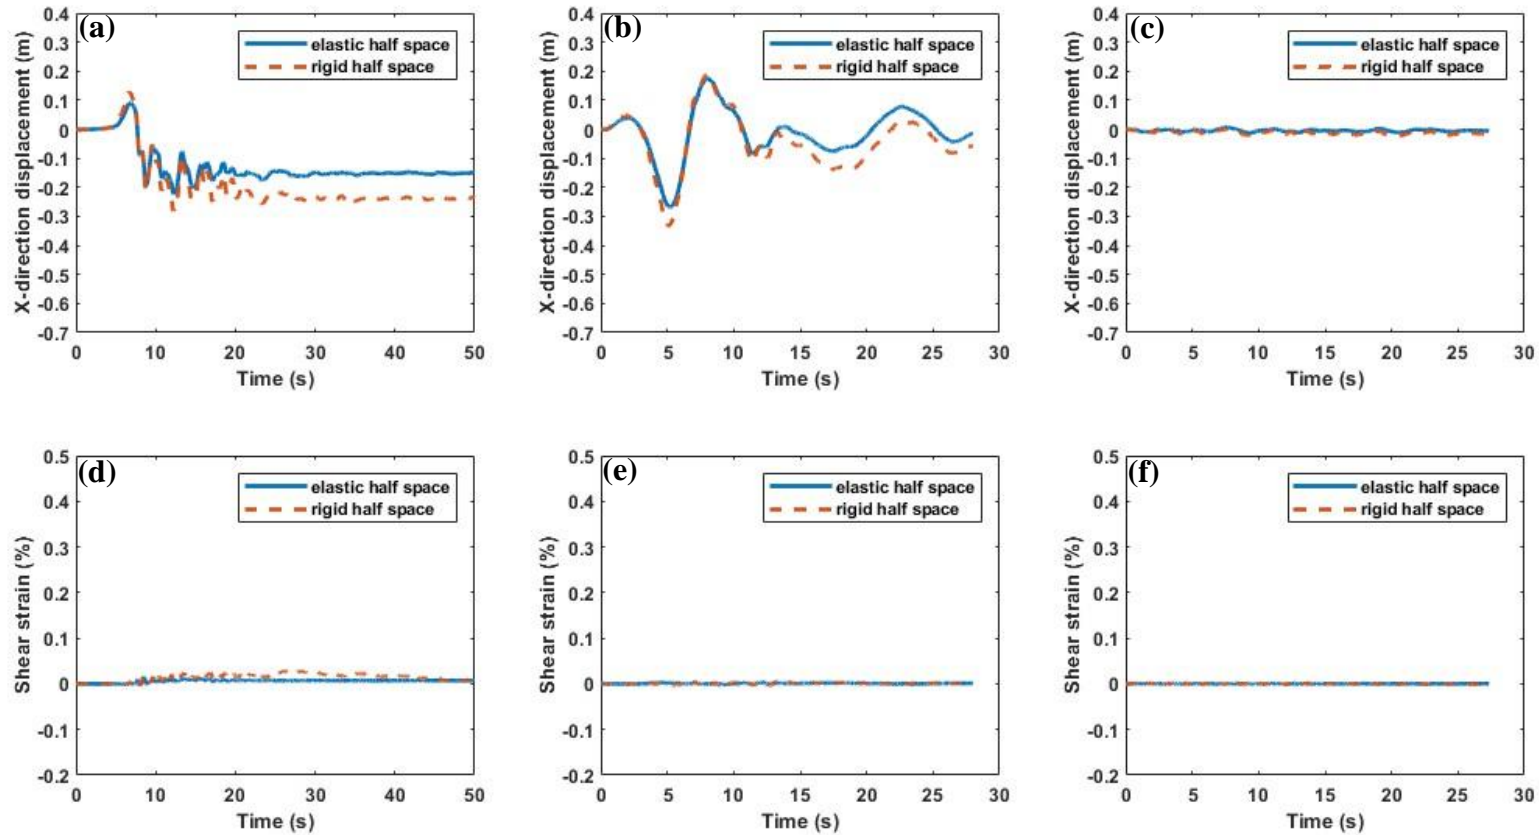 (a)
X-direction displacement (m)
0.4
0.3
0.2
0.1
0
-0.1
-0.2
-0.3
-0.4
-0.5
-0.6
-0.7
elastic half space
rigid half space
0 10 20 30 40 50
Time (s)
(b)
X-direction displacement (m)
0.4
0.3
0.2
0.1
0
-0.1
-0.2
-0.3
-0.4
-0.5
-0.6
-0.7
elastic half space
rigid half space
0 5 10 15 20 25 30
Time (s)
(c)
X-direction displacement (m)
0.4
0.3
0.2
0.1
0
-0.1
-0.2
-0.3
-0.4
-0.5
-0.6
-0.7
elastic half space
rigid half space
0 5 10 15 20 25 30
Time (s)
(d)
Shear strain (%)
0.5
0.4
0.3
0.2
0.1
0
-0.1
-0.2
elastic half space
rigid half space
0 10 20 30 40 50
Time (s)
(e)
Shear strain (%)
0.5
0.4
0.3
0.2
0.1
0
-0.1
-0.2
elastic half space
rigid half space
0 5 10 15 20 25 30
Time (s)
(f)
Shear strain (%)
0.5
0.4
0.3
0.2
0.1
0
-0.1
-0.2
elastic half space
rigid half space
0 5 10 15 20 25 30
Time (s)